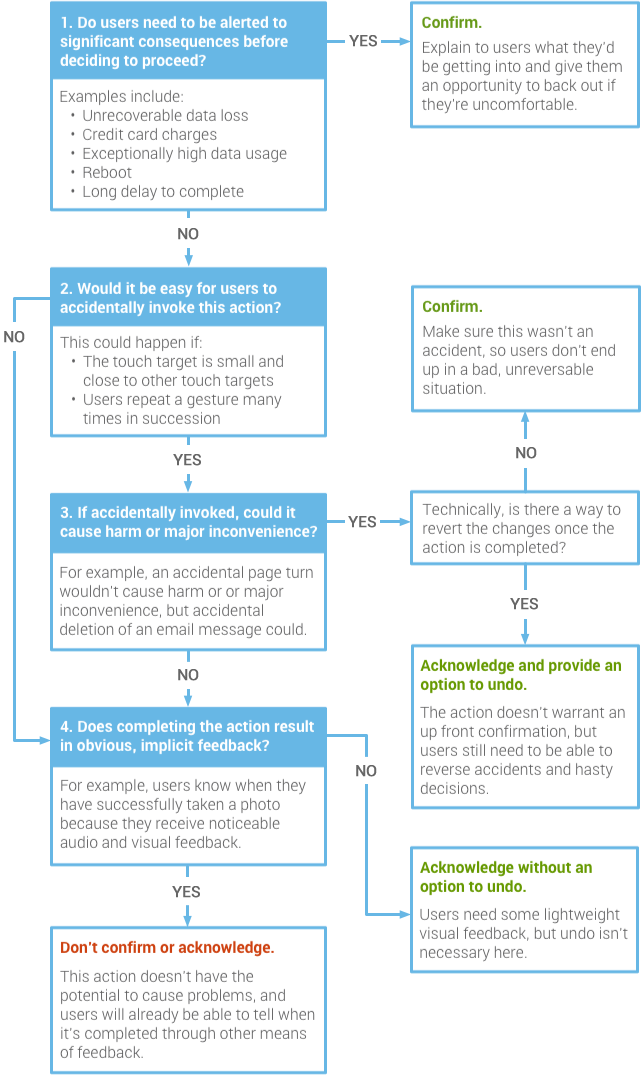 1. Do users need to be alerted to
significant consequences before
deciding to proceed?
YES
Confirm.
Explain to users what they'd
be getting into and give them
an opportunity to back out if
they're uncomfortable.
Examples include:
• Unrecoverable data loss
• Credit card charges
• Exceptionally high data usage
• Reboot
• Long delay to complete
NO
2. Would it be easy for users to
accidentally invoke this action?
NO
This could happen if:
• The touch target is small and
close to other touch targets
• Users repeat a gesture many
times in succession
Confirm.
Make sure this wasn't an
accident, so users don't end
up in a bad, unreversable
situation.
YES
NO
3. If accidentally invoked, could it
cause harm or major inconvenience?
YES
Technically, is there a way to
revert the changes once the
action is completed?
For example, an accidental page turn
wouldn't cause harm or or major
inconvenience, but accidental
deletion of an email message could.
YES
NO
Acknowledge and provide an
option to undo.
The action doesn't warrant an
up front confirmation, but
users still need to be able to
reverse accidents and hasty
decisions.
4. Does completing the action result
in obvious, implicit feedback?
NO
For example, users know when they
have successfully taken a photo
because they receive noticeable
audio and visual feedback.
YES
Acknowledge without an
option to undo.
Users need some lightweight
visual feedback, but undo isn't
necessary here.
Don't confirm or acknowledge.
This action doesn't have the
potential to cause problems, and
users will already be able to tell when
it's completed through other means
of feedback.